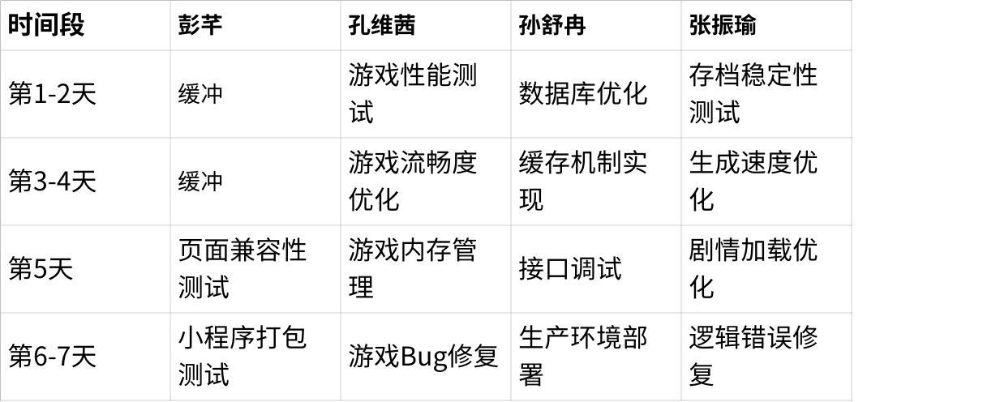 时间段 彭芊 孔维茜 孙舒冉 张振瑜
第1-2天 缓冲 游戏性能测试 数据库优化 存档稳定性测试
第3-4天 缓冲 游戏流畅度优化 缓存机制实现 生成速度优化
第5天 页面兼容性测试 游戏内存管理 接口调试 剧情加载优化
第6-7天 小程序打包测试 游戏Bug修复 生产环境部署 逻辑错误修复